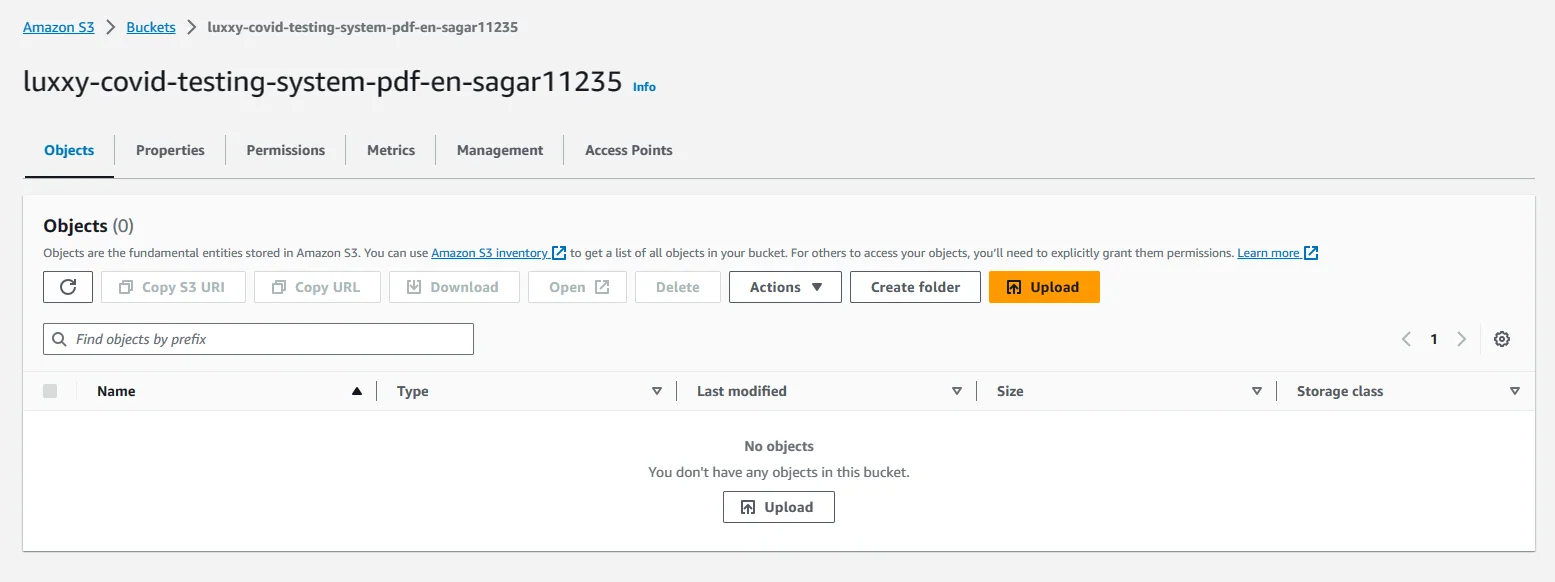 Amazon S3 > Buckets > luxxy-covid-testing-system-pdf-en-sagar11235
luxxy-covid-testing-system-pdf-en-sagar11235 Info
Objects Properties Permissions Metrics Management Access Points
Objects (0)
Objects are the fundamental entities stored in Amazon S3. You can use Amazon S3 inventory to get a list of all objects in your bucket. For others to access your objects, you'll need to explicitly grant them permissions. Learn more
Copy S3 URI Copy URL Download Open Delete Actions Create folder Upload
Find objects by prefix 1
Name Type Last modified Size Storage class
No objects
You don't have any objects in this bucket.
Upload